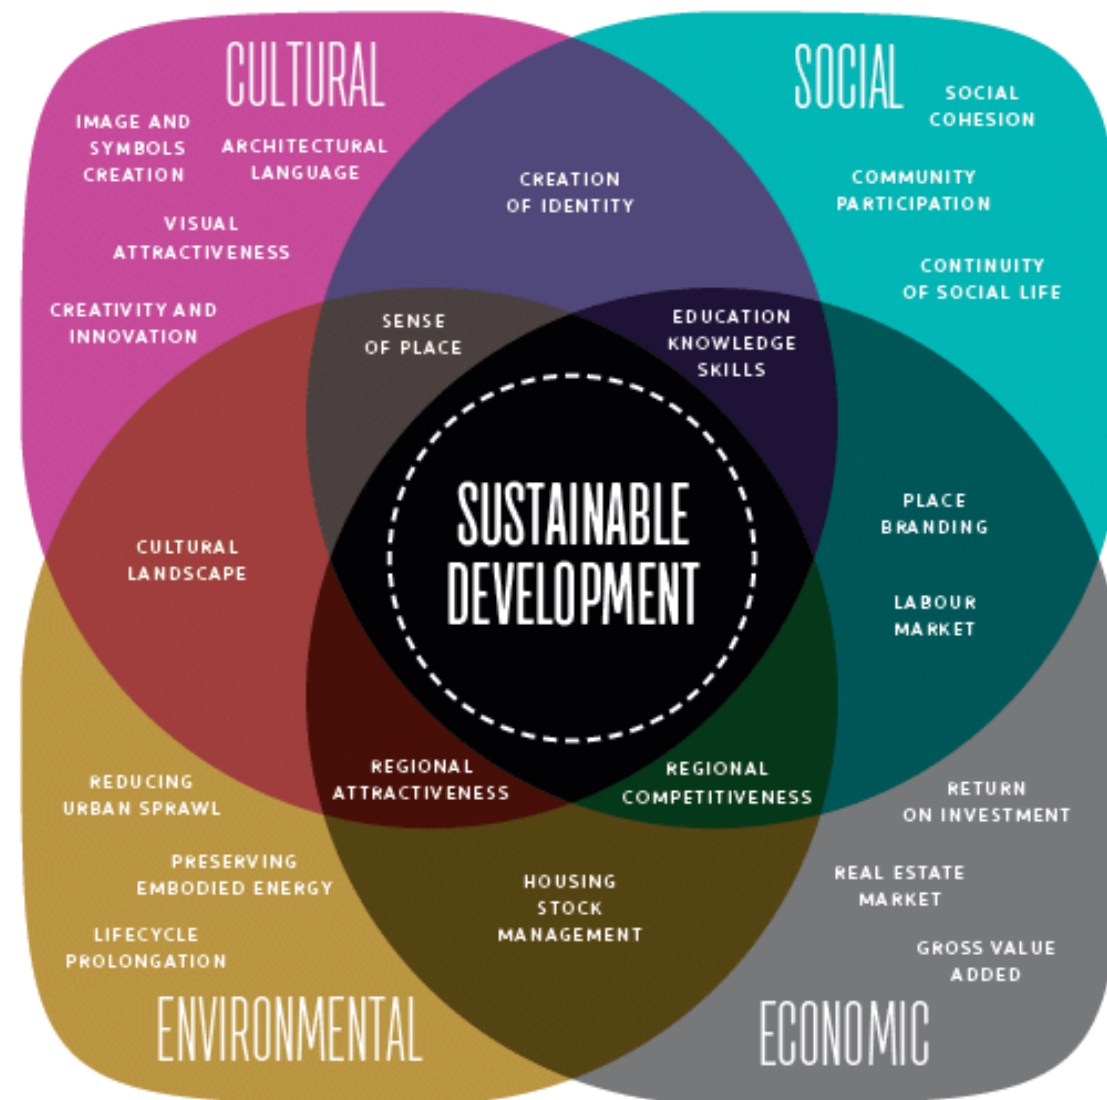 CULTURAL
IMAGE AND
SYMBOLS
CREATION
ARCHITECTURAL
LANGUAGE
VISUAL
ATTRACTIVENESS
CREATIVITY AND
INNOVATION
CREATION
OF IDENTITY
SOCIAL
SOCIAL
COHESION
COMMUNITY
PARTICIPATION
CONTINUITY
OF SOCIAL LIFE
SENSE
OF PLACE
EDUCATION
KNOWLEDGE
SKILLS
CULTURAL
LANDSCAPE
SUSTAINABLE
DEVELOPMENT
PLACE
BRANDING
LABOUR
MARKET
REGIONAL
ATTRACTIVENESS
REGIONAL
COMPETITIVENESS
REDUCING
URBAN SPRAWL
PRESERVING
EMBODIED ENERGY
LIFECYCLE
PROLONGATION
ENVIRONMENTAL
HOUSING
STOCK
MANAGEMENT
RETURN
ON INVESTMENT
REAL ESTATE
MARKET
GROSS VALUE
ADDED
ECONOMIC